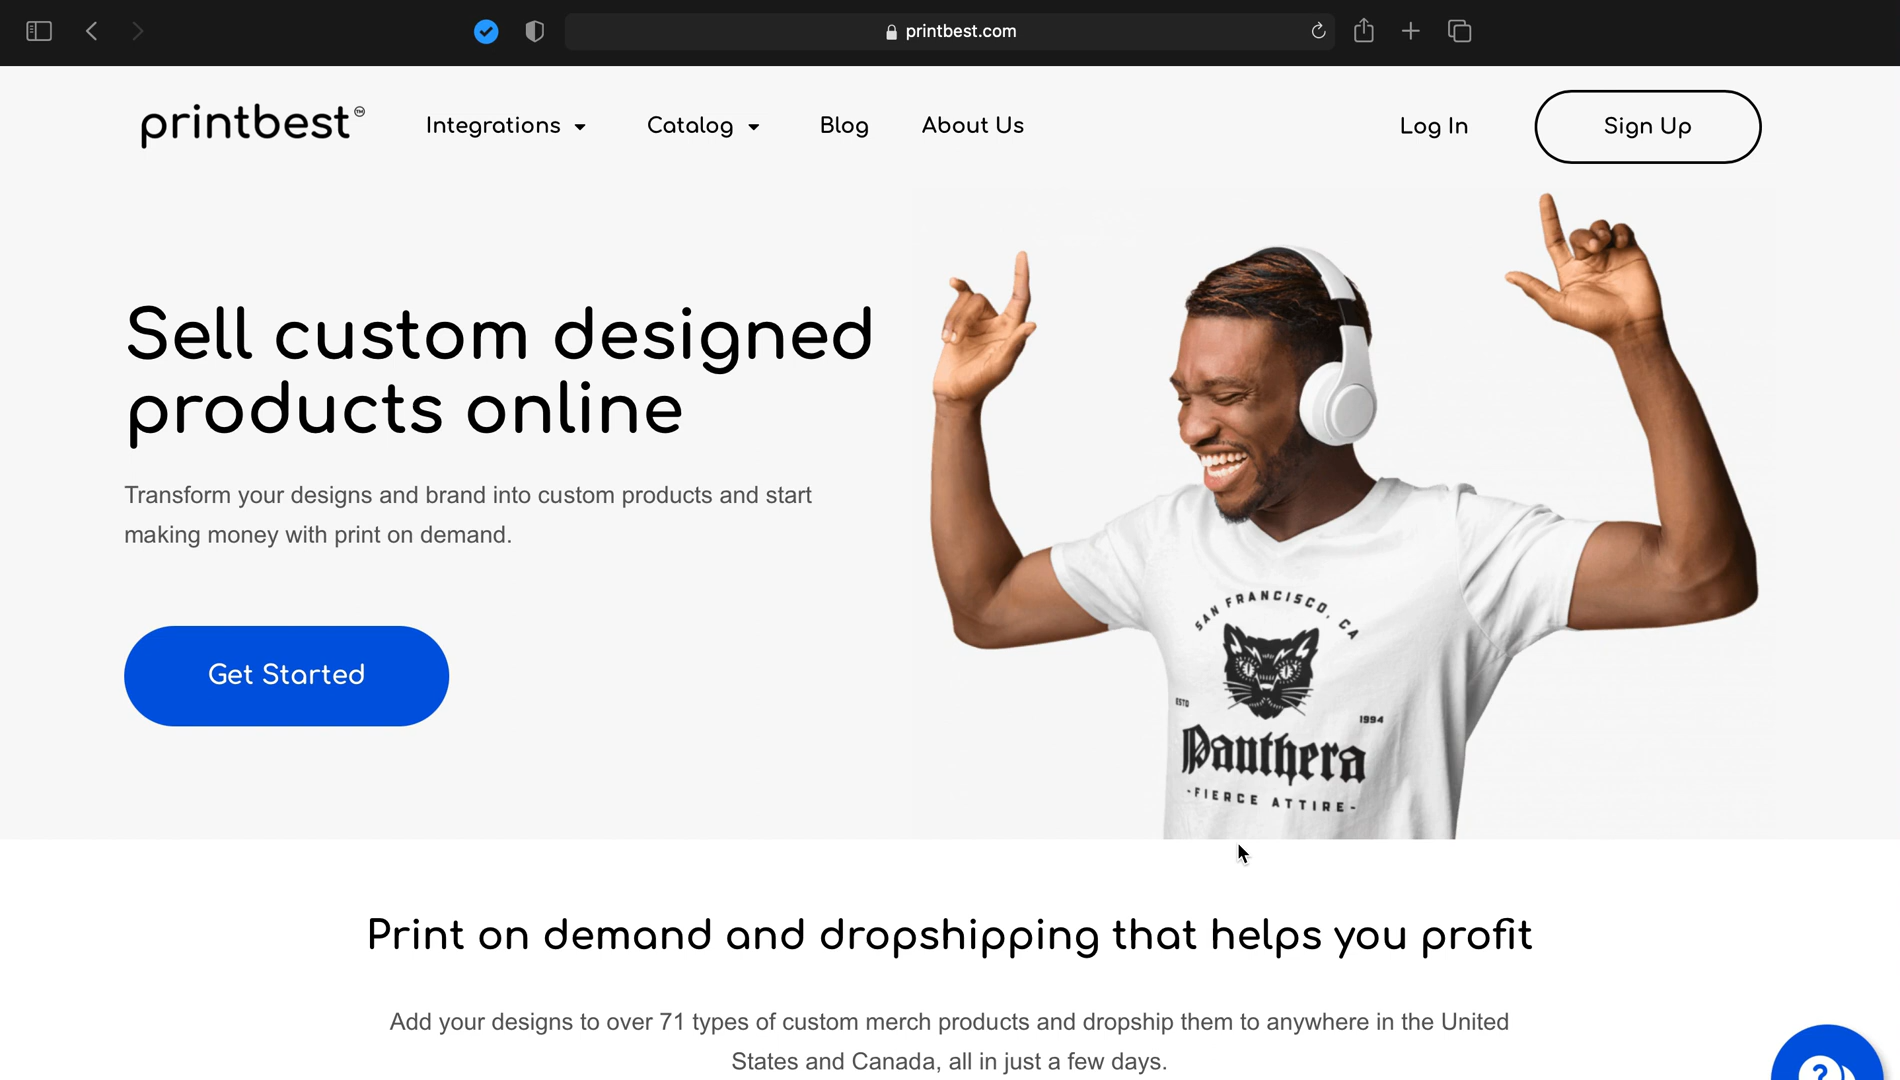 printbest.com
printbest™
Integrations
Catalog
Blog
About Us
Log In
Sign Up
Sell custom designed
products online
Transform your designs and brand into custom products and start
making money with print on demand.
Get Started
SAN FRANCISCO, CA
ESTD
1994
Panthera
-FIERCE ATTIRE-
Print on demand and dropshipping that helps you profit
Add your designs to over 71 types of custom merch products and dropship them to anywhere in the United
States and Canada, all in just a few days.
?